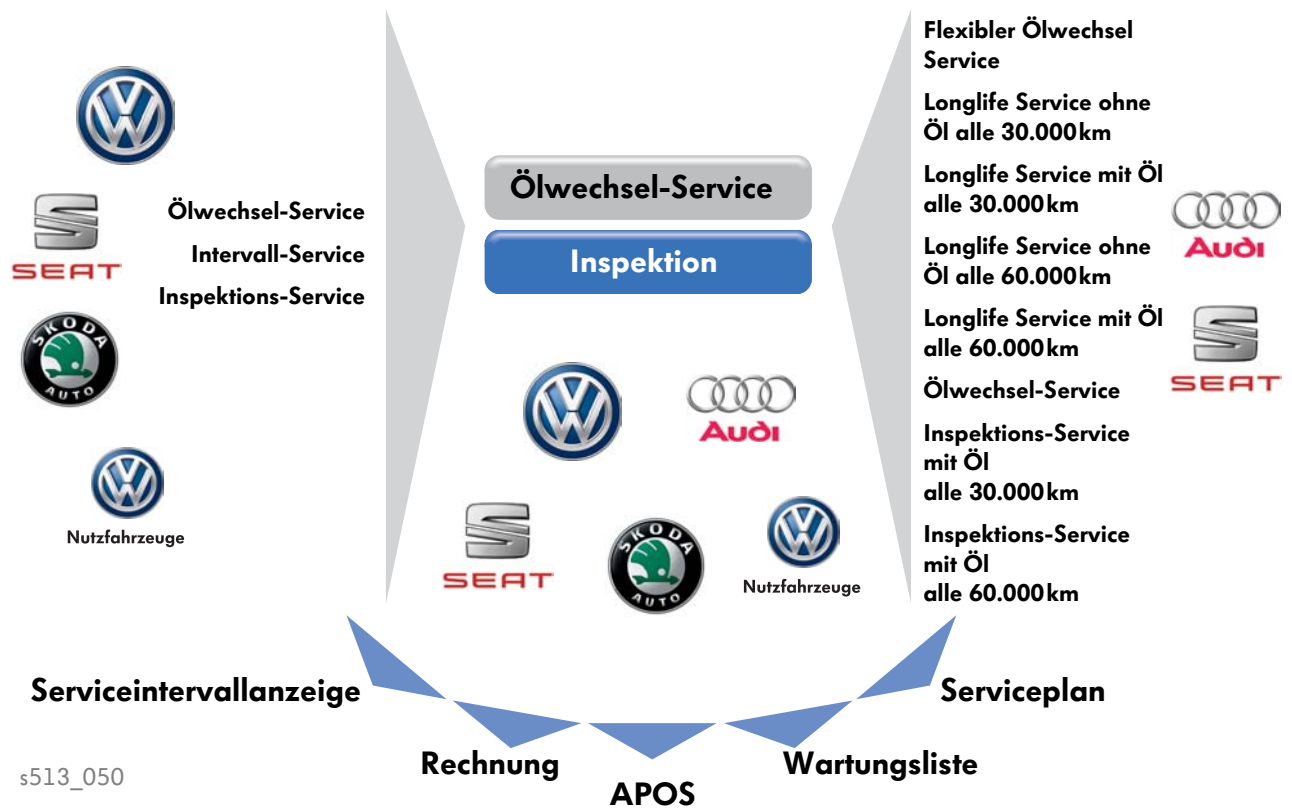 SEAT
SKODA
AUTO
Nutzfahrzeuge
Ölwechsel-Service
Intervall-Service
Inspektions-Service
Ölwechsel-Service
Inspektion
Audi
SEAT
SKODA
AUTO
Nutzfahrzeuge
Flexibler Ölwechsel
Service
Longlife Service ohne
Öl alle 30.000km
Longlife Service mit Öl
alle 30.000km
Longlife Service ohne
Öl alle 60.000km
Longlife Service mit Öl
alle 60.000km
Ölwechsel-Service
Inspektions-Service
mit Öl
alle 30.000km
Inspektions-Service
mit Öl
alle 60.000km
Audi
SEAT
Serviceintervallanzeige
Rechnung
APOS
Wartungsliste
Serviceplan
s513_050